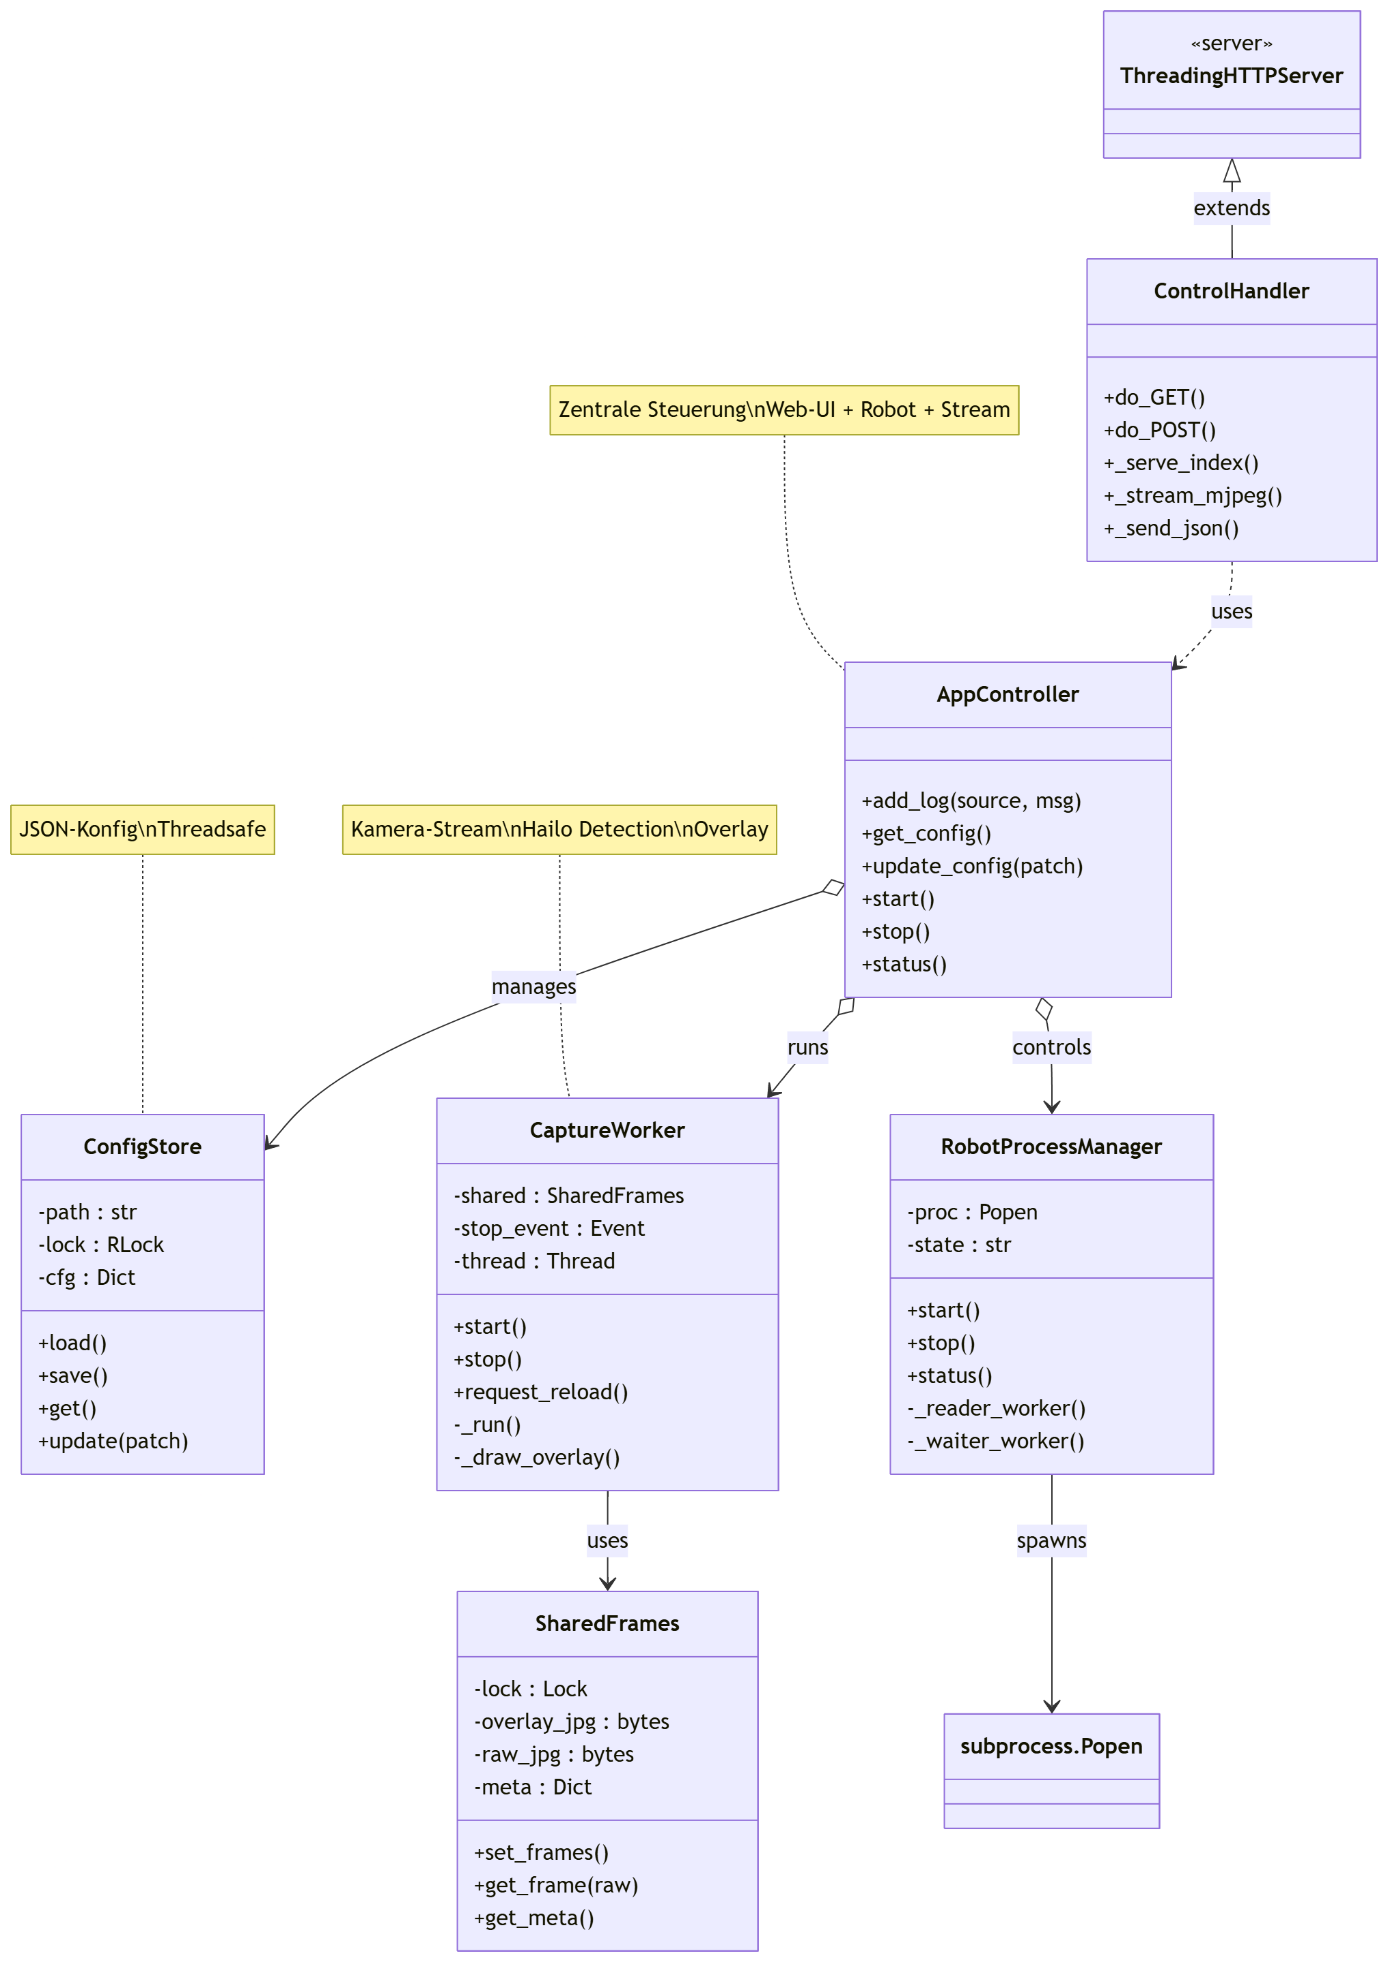 «server»
ThreadingHTTPServer
extends
ControlHandler
+do_GET()
+do_POST()
+_serve_index()
+_stream_mjpeg()
+_send_json()
Zentrale Steuerung\nWeb-UI + Robot + Stream
uses
AppController
+add_log(source, msg)
+get_config()
+update_config(patch)
+start()
+stop()
+status()
JSON-Konfig\nThreadsafe
Kamera-Stream\nHailo Detection\nOverlay
manages
runs
controls
ConfigStore
-path : str
-lock : RLock
-cfg : Dict
+load()
+save()
+get()
+update(patch)
CaptureWorker
-shared : SharedFrames
-stop_event : Event
-thread : Thread
+start()
+stop()
+request_reload()
-_run()
-_draw_overlay()
RobotProcessManager
-proc : Popen
-state : str
+start()
+stop()
+status()
-_reader_worker()
-_waiter_worker()
uses
spawns
SharedFrames
-lock : Lock
-overlay_jpg : bytes
-raw_jpg : bytes
-meta : Dict
+set_frames()
+get_frame(raw)
+get_meta()
subprocess.Popen